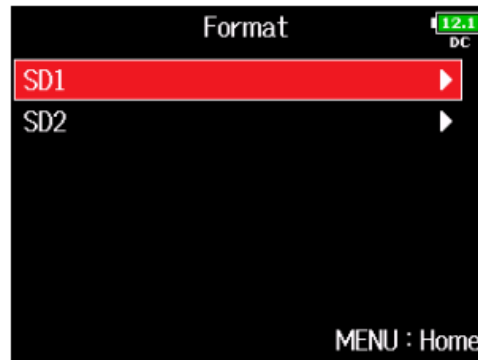 Format
12.1
DC
SD1
SD2
MENU : Home